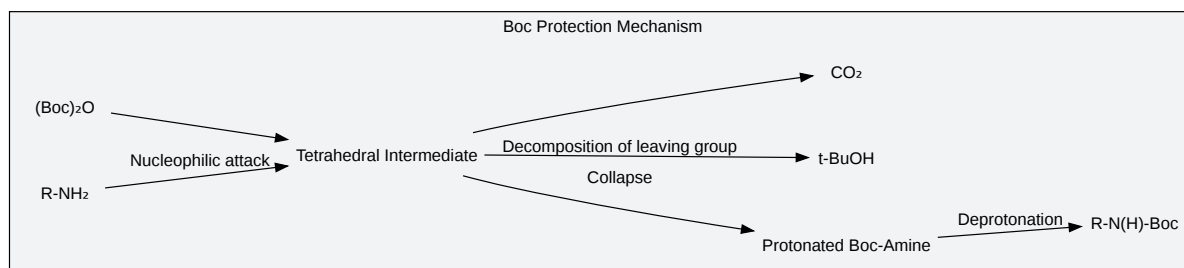 Boc Protection Mechanism
CO₂
(Boc)₂O
Decomposition of leaving group
Nucleophilic attack
Tetrahedral Intermediate
t-BuOH
Collapse
R-NH₂
Deprotonation
R-N(H)-Boc
Protonated Boc-Amine